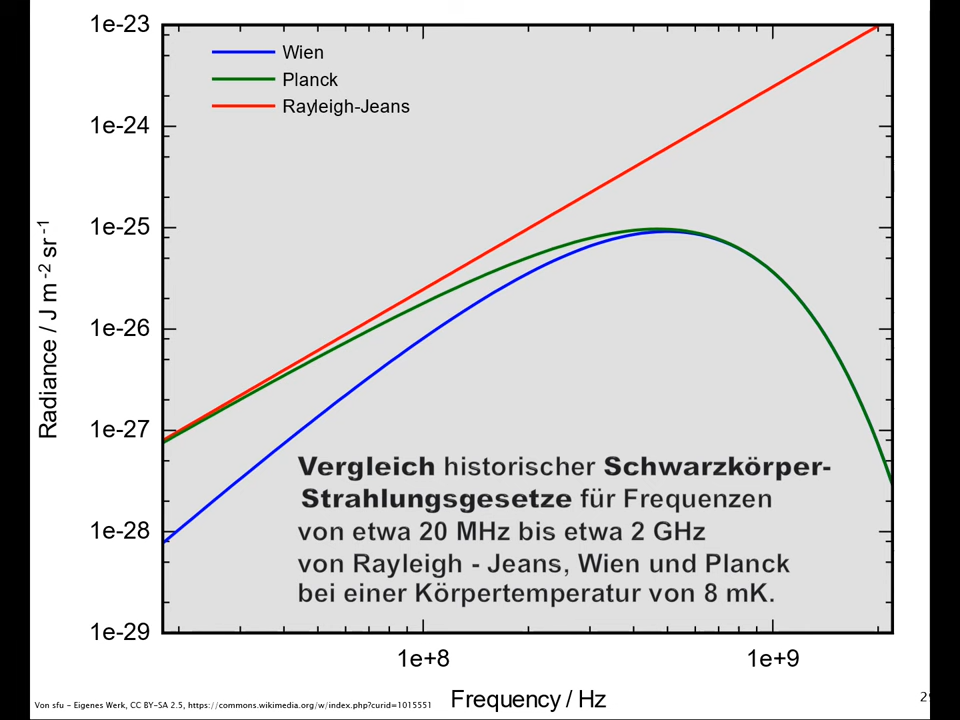 1e-23
Wien
Planck
Rayleigh-Jeans
1e-24
1e-25
1e-26
1e-27
1e-28
1e-29
Radiance / J m-2 sr-1
Vergleich historischer Schwarzkörper-
Strahlungsgesetze für Frequenzen
von etwa 20 MHz bis etwa 2 GHz
von Rayleigh - Jeans, Wien und Planck
bei einer Körpertemperatur von 8 mK.
1e+8
1e+9
Frequency / Hz
Von sfu - Eigenes Werk, CC BY-SA 2.5, https://commons.wikimedia.org/w/index.php?curid=1015551